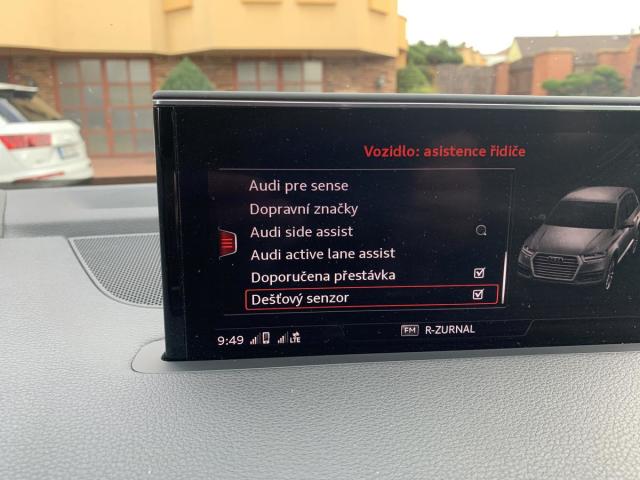 Vozidlo: asistence řidiče
Audi pre sense
Dopravní značky
Audi side assist
Audi active lane assist
Doporučena přestávka
Dešťový senzor
9:49 LTE FM R-ZURNAL